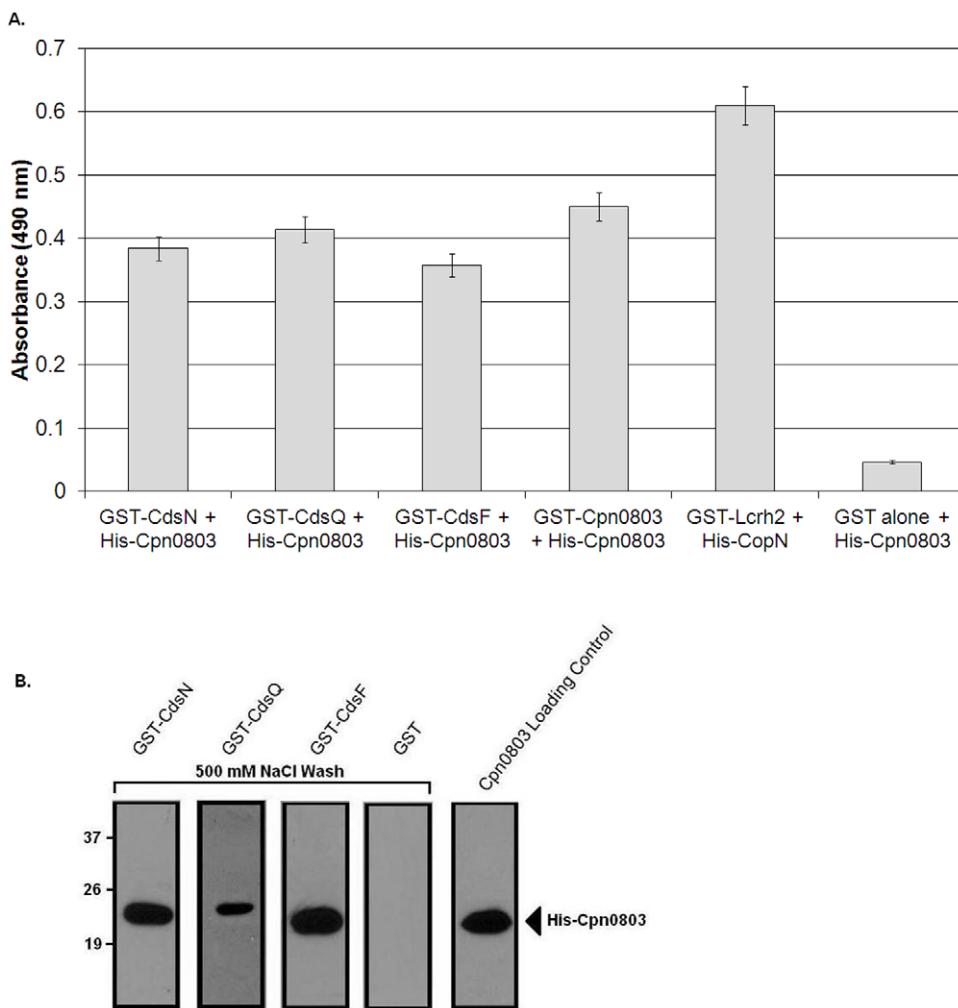 A.
Absorbance (490 nm)
0.7
0.6
0.5
0.4
0.3
0.2
0.1
0
GST-CdsN +
His-Cpn0803
GST-CdsQ +
His-Cpn0803
GST-CdsF +
His-Cpn0803
GST-Cpn0803
+ His-Cpn0803
GST-Lcrh2 +
His-CopN
GST alone +
His-Cpn0803
B.
GST-CdsN
GST-CdsQ
GST-CdsF
GST
Cpn0803 Loading Control
500 mM NaCl Wash
37
26
19
His-Cpn0803